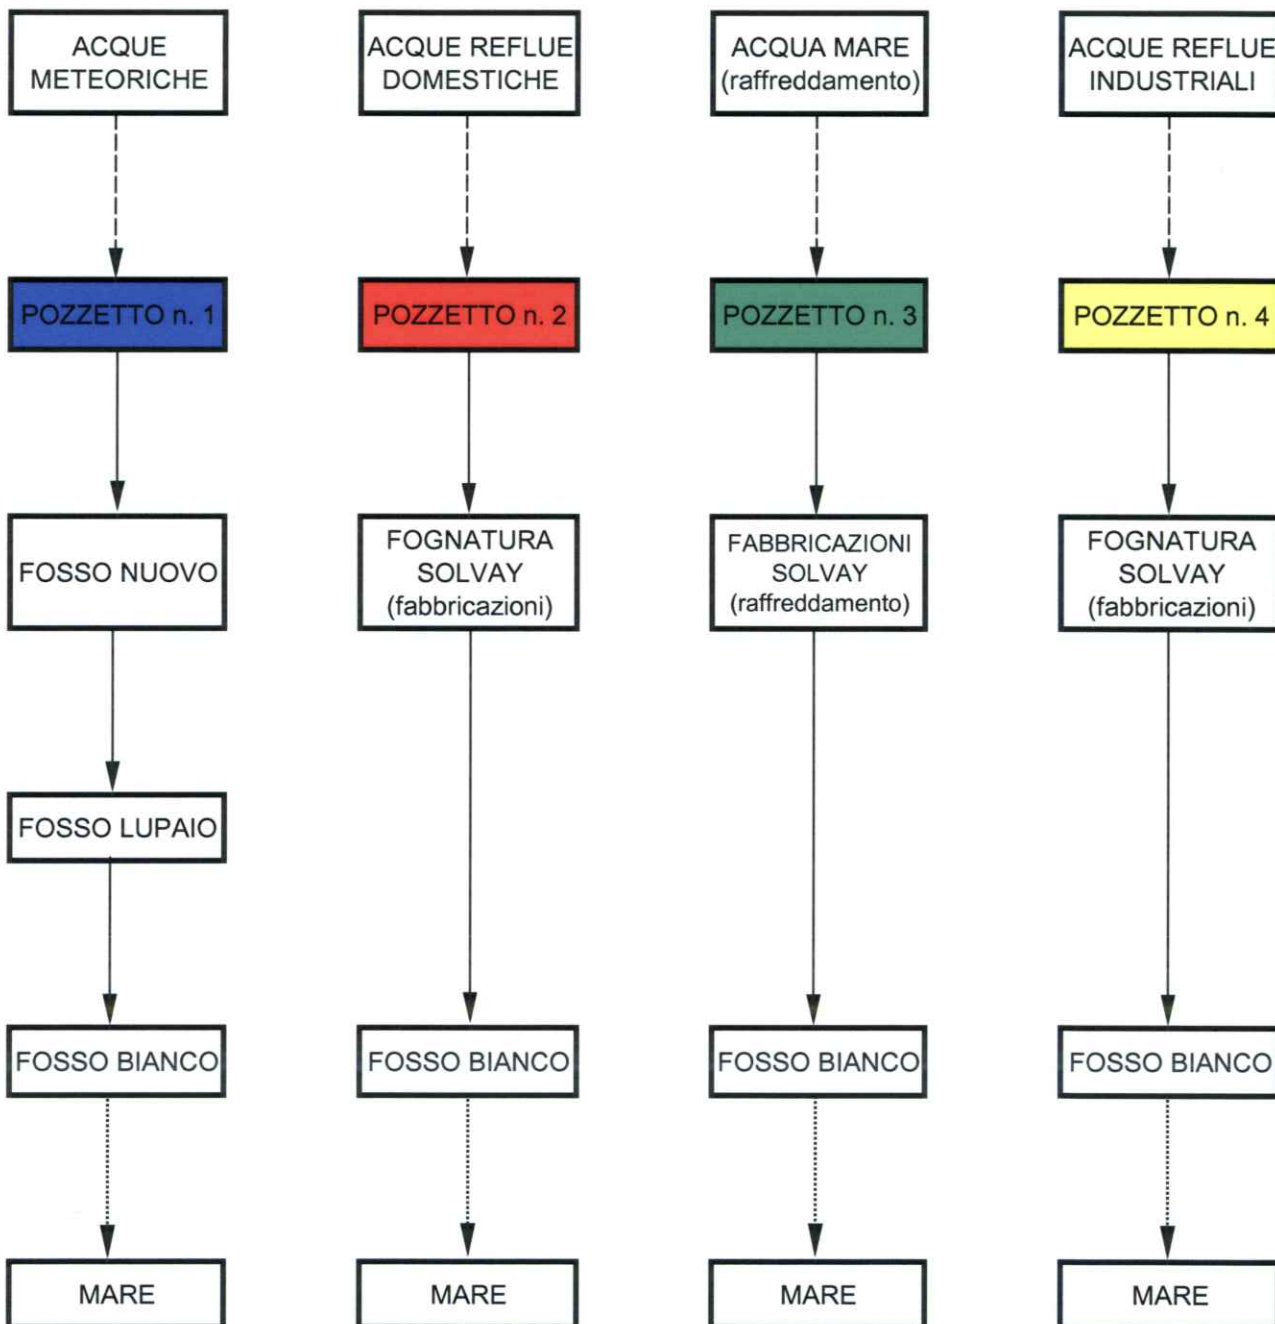 ACQUE
METEORICHE
ACQUE REFLUE
DOMESTICHE
ACQUA MARE
(raffreddamento)
ACQUE REFLUE
INDUSTRIALI
POZZETTO n. 1
POZZETTO n. 2
POZZETTO n. 3
POZZETTO n. 4
FOSSO NUOVO
FOGNATURA
SOLVAY
(fabbricazioni)
FABBRICAZIONI
SOLVAY
(raffreddamento)
FOGNATURA
SOLVAY
(fabbricazioni)
FOSSO LUPAIO
FOSSO BIANCO
FOSSO BIANCO
FOSSO BIANCO
FOSSO BIANCO
MARE
MARE
MARE
MARE